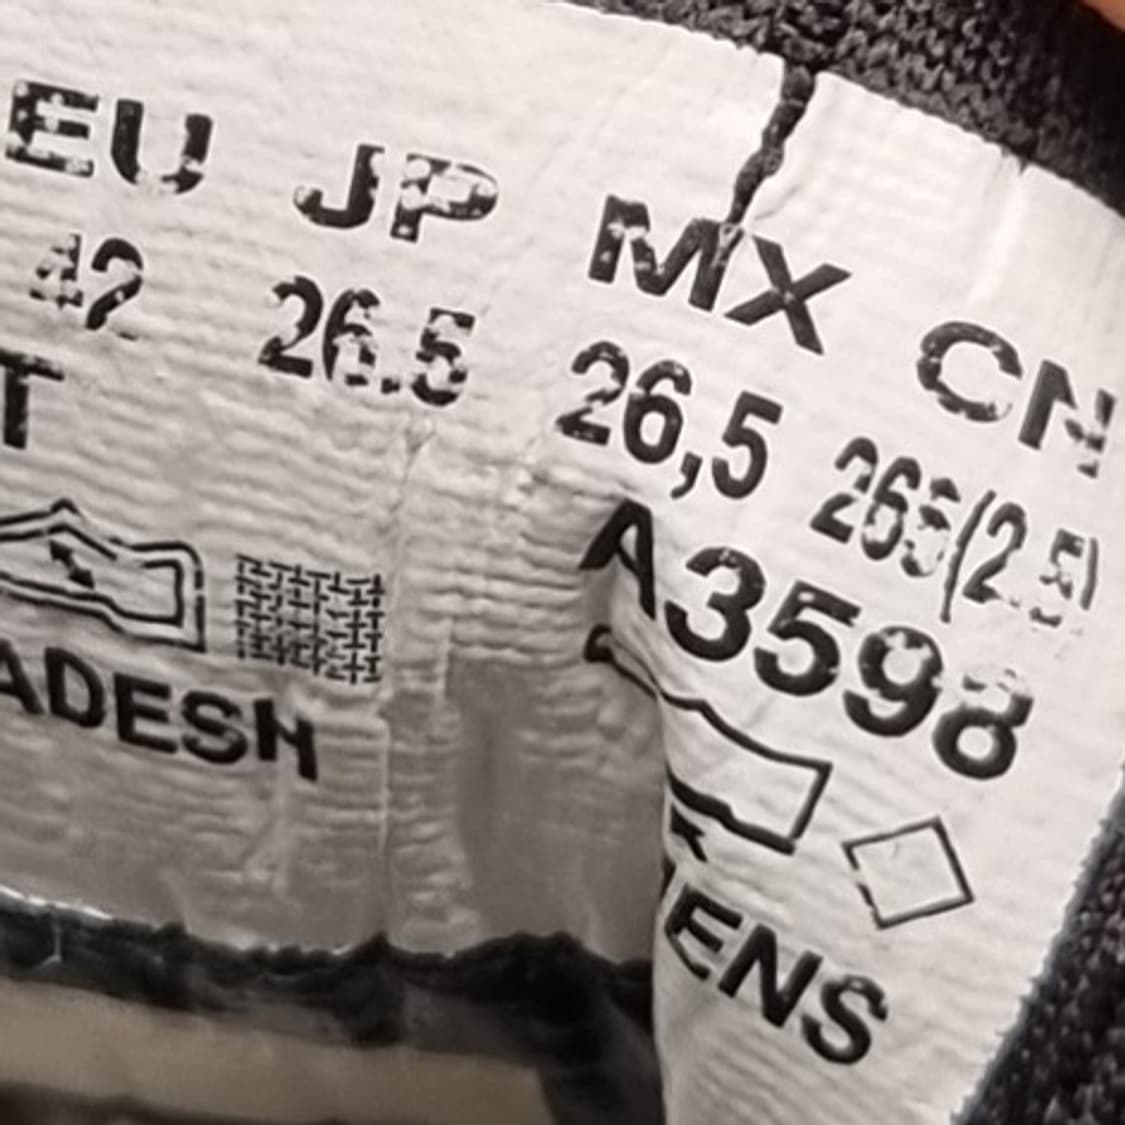 EU JP MX CN
42 26.5 26,5 265(2.5)
T A3598
ADESH
ENS